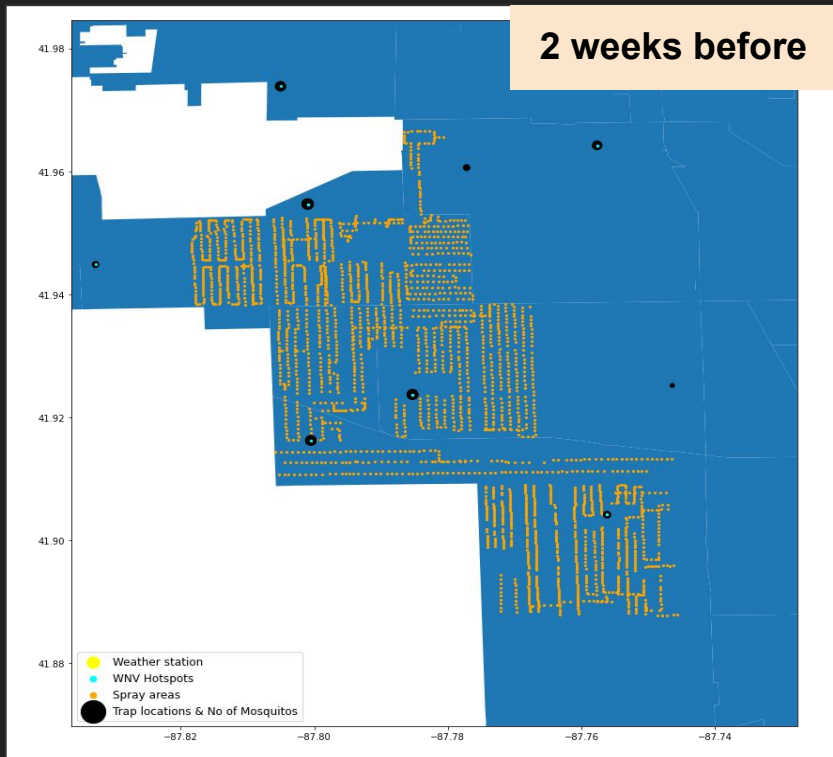 2 weeks before
41.98
41.96
41.94
41.92
41.90
41.88
Weather station
WNV Hotspots
Spray areas
Trap locations & No of Mosquitos
−87.82 −87.80 −87.78 −87.76 −87.74